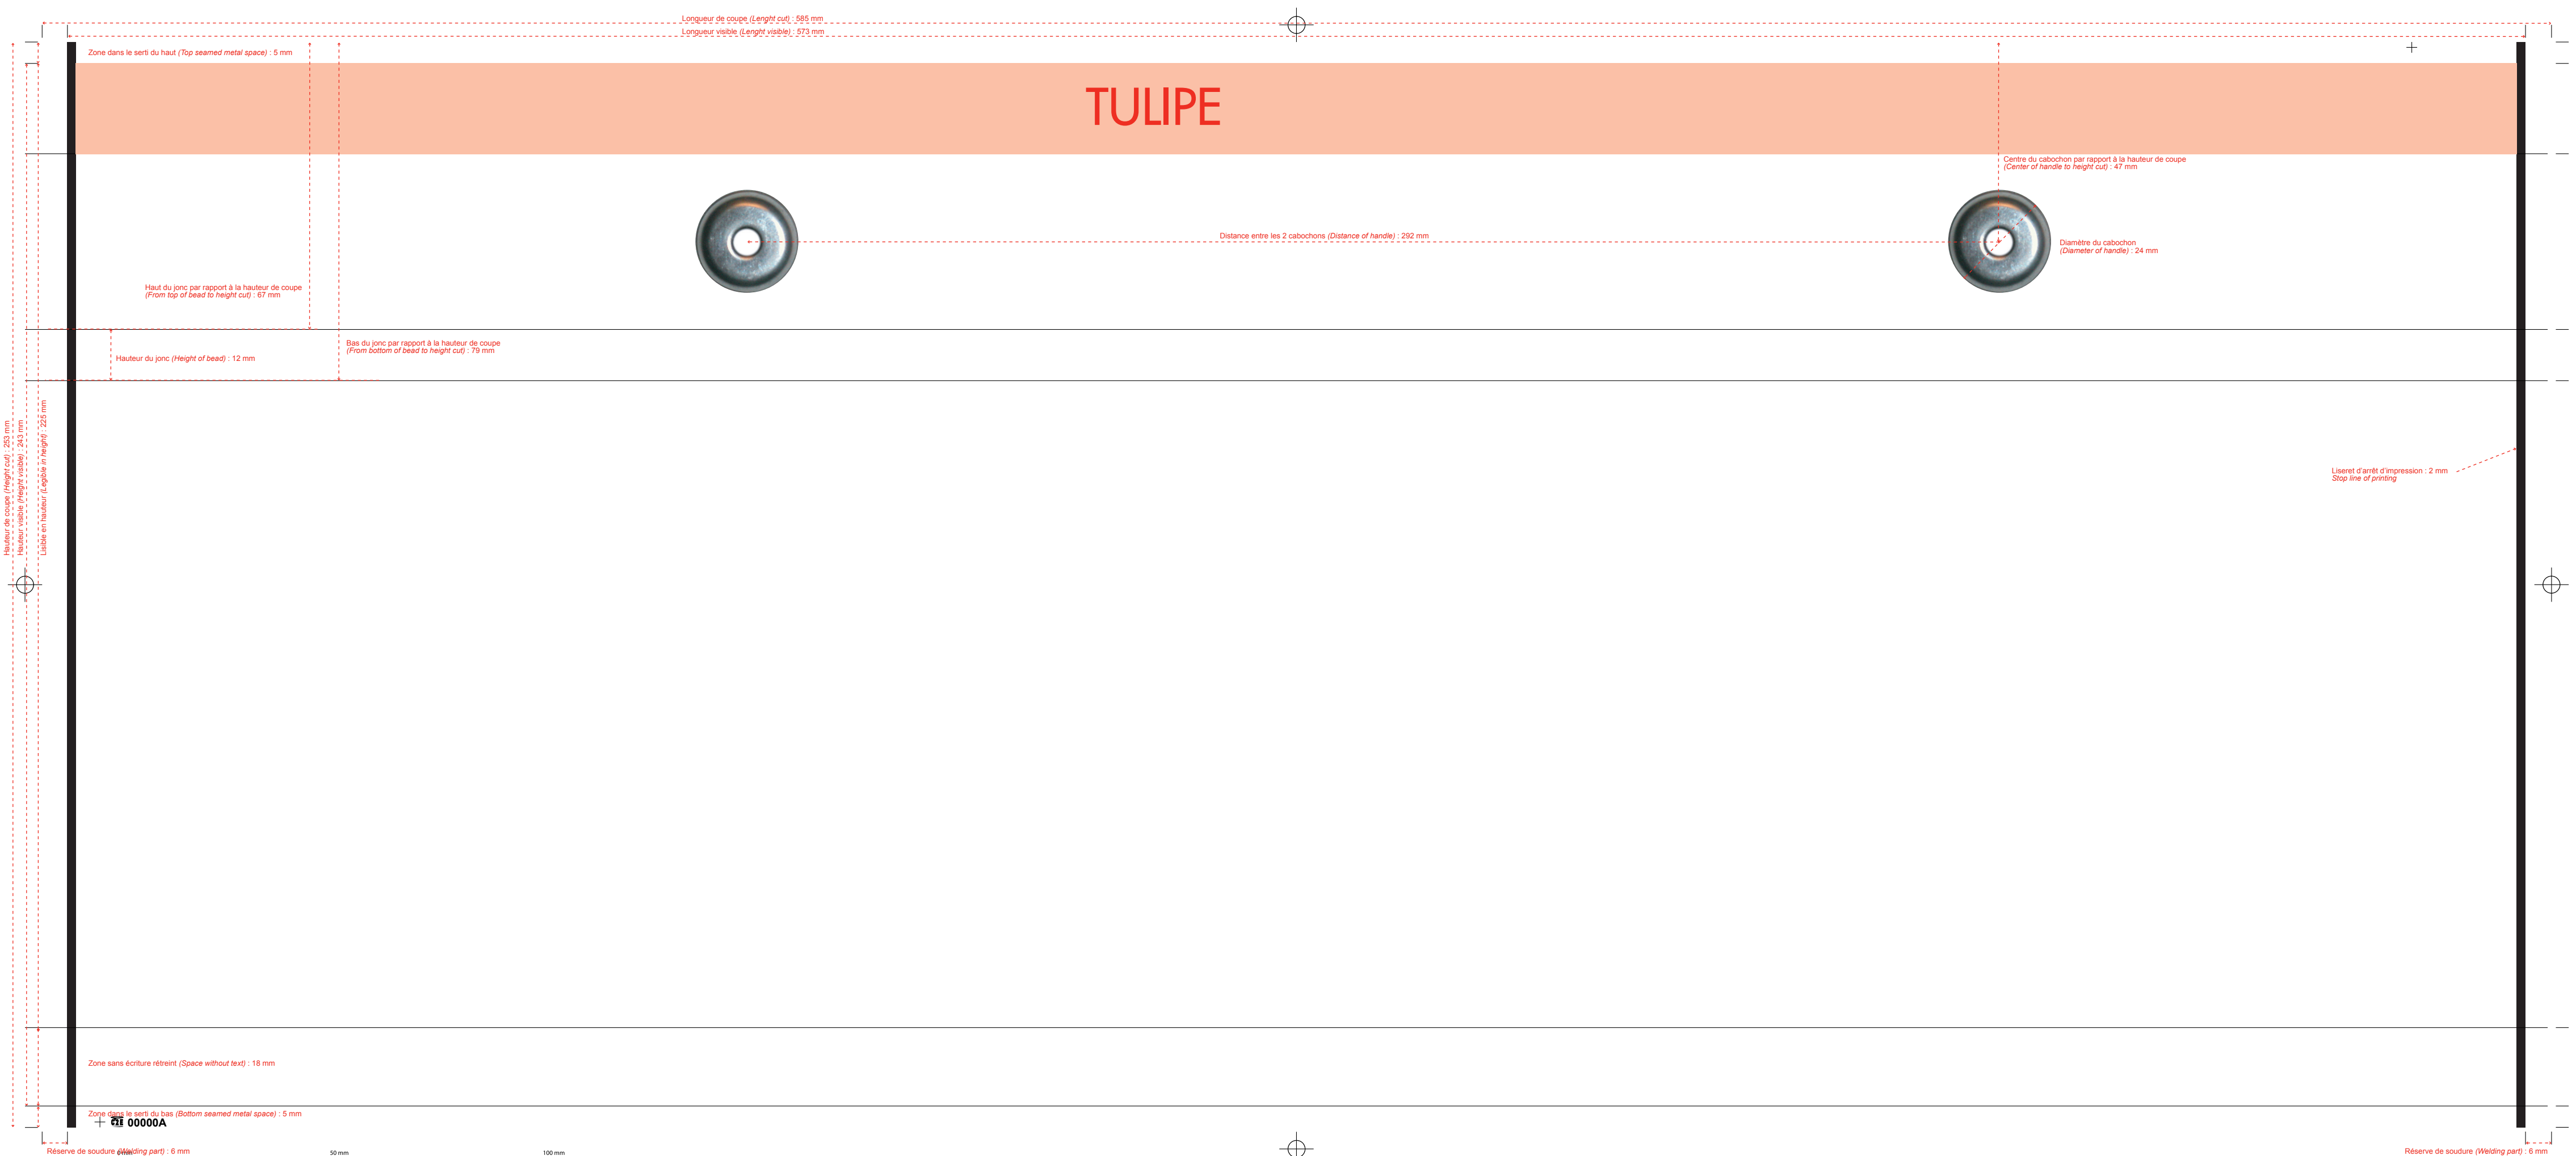 Longueur de coupe (Lenght cut) : 585 mm
Longueur visible (Lenght visible) : 573 mm
Zone dans le serti du haut (Top seamed metal space) : 5 mm
TULIPE
Centre du cabochon par rapport à la hauteur de coupe
(Center of handle to height cut) : 47 mm
Distance entre les 2 cabochons (Distance of handle) : 292 mm
Diamètre du cabochon
(Diameter of handle) : 24 mm
Haut du jonc par rapport à la hauteur de coupe
(From top of bead to height cut) : 67 mm
Bas du jonc par rapport à la hauteur de coupe
(From bottom of bead to height cut) : 79 mm
Hauteur du jonc (Height of bead) : 12 mm
Hauteur de coupe (Height cut) : 253 mm
Hauteur visible (Height visible) : 243 mm
Lisible en hauteur (Legible in height) : 225 mm
Liseret d'arrêt d'impression : 2 mm
Stop line of printing
Zone sans écriture rétreint (Space without text) : 18 mm
Zone dans le serti du bas (Bottom seamed metal space) : 5 mm
00000A
Réserve de soudure (Welding part) : 6 mm
0 mm
50 mm
100 mm
Réserve de soudure (Welding part) : 6 mm